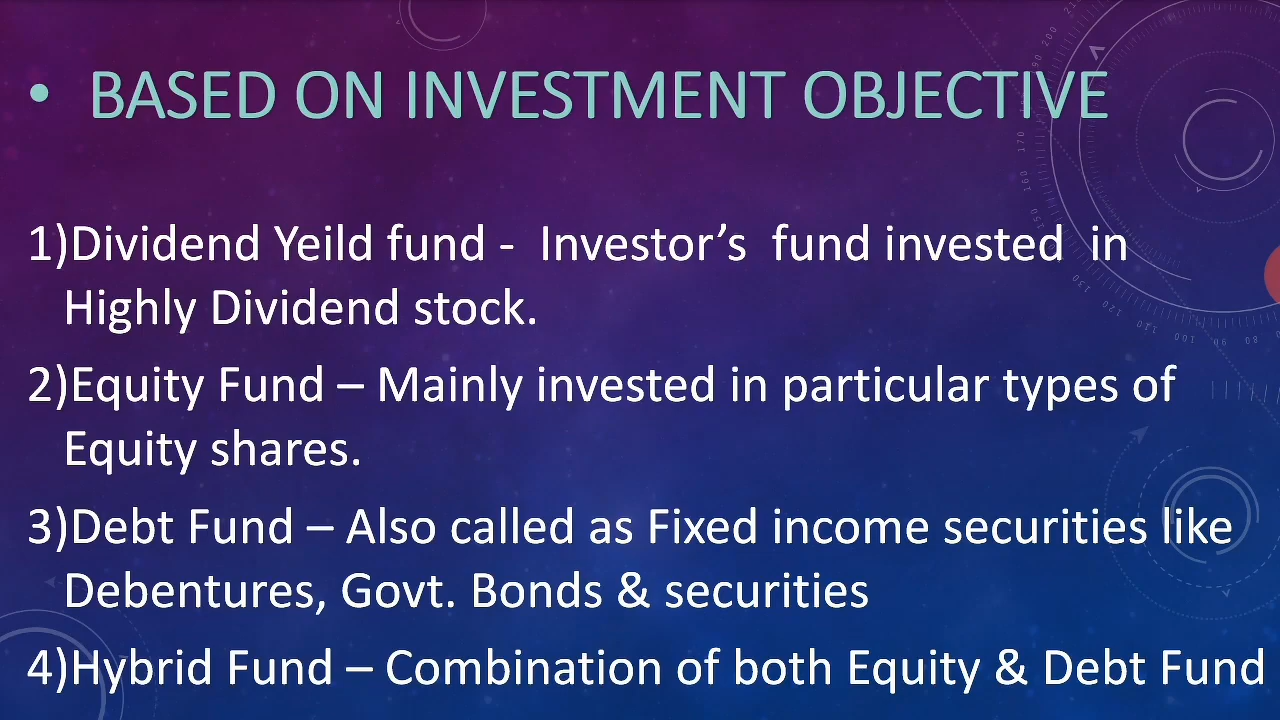 • BASED ON INVESTMENT OBJECTIVE
1)Dividend Yeild fund - Investor’s fund invested in
Highly Dividend stock.
2)Equity Fund – Mainly invested in particular types of
Equity shares.
3)Debt Fund – Also called as Fixed income securities like
Debentures, Govt. Bonds & securities
4)Hybrid Fund – Combination of both Equity & Debt Fund